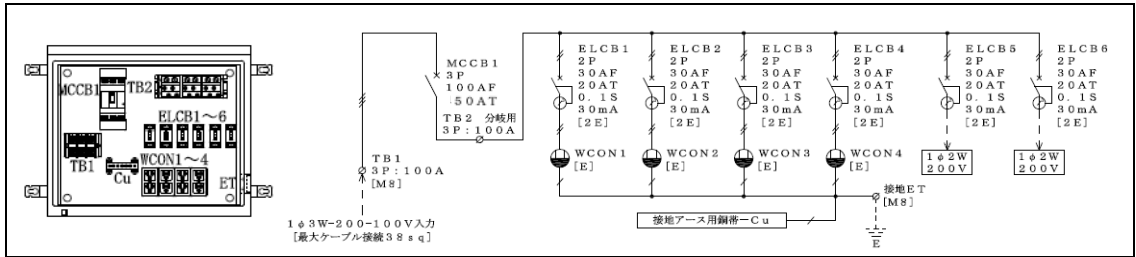 MCCB1
TB2
ELCB1～6
TB1
Cu
WCON1～4
ET
MCCB1
3P
100AF
50AT
TB2 分岐用
3P：100A
TB1
3P：100A
[M8]
1φ3W-200-100V入力
[最大ケーブル接続38sq]
ELCB1
2P
30AF
20AT
0.1S
30mA
[2E]
ELCB2
2P
30AF
20AT
0.1S
30mA
[2E]
ELCB3
2P
30AF
20AT
0.1S
30mA
[2E]
ELCB4
2P
30AF
20AT
0.1S
30mA
[2E]
ELCB5
2P
30AF
20AT
0.1S
30mA
[2E]
ELCB6
2P
30AF
20AT
0.1S
30mA
[2E]
WCON1
[E]
WCON2
[E]
WCON3
[E]
WCON4
[E]
1φ2W
200V
1φ2W
200V
接地ET
[M8]
接地アース用銅帯－Cu
E